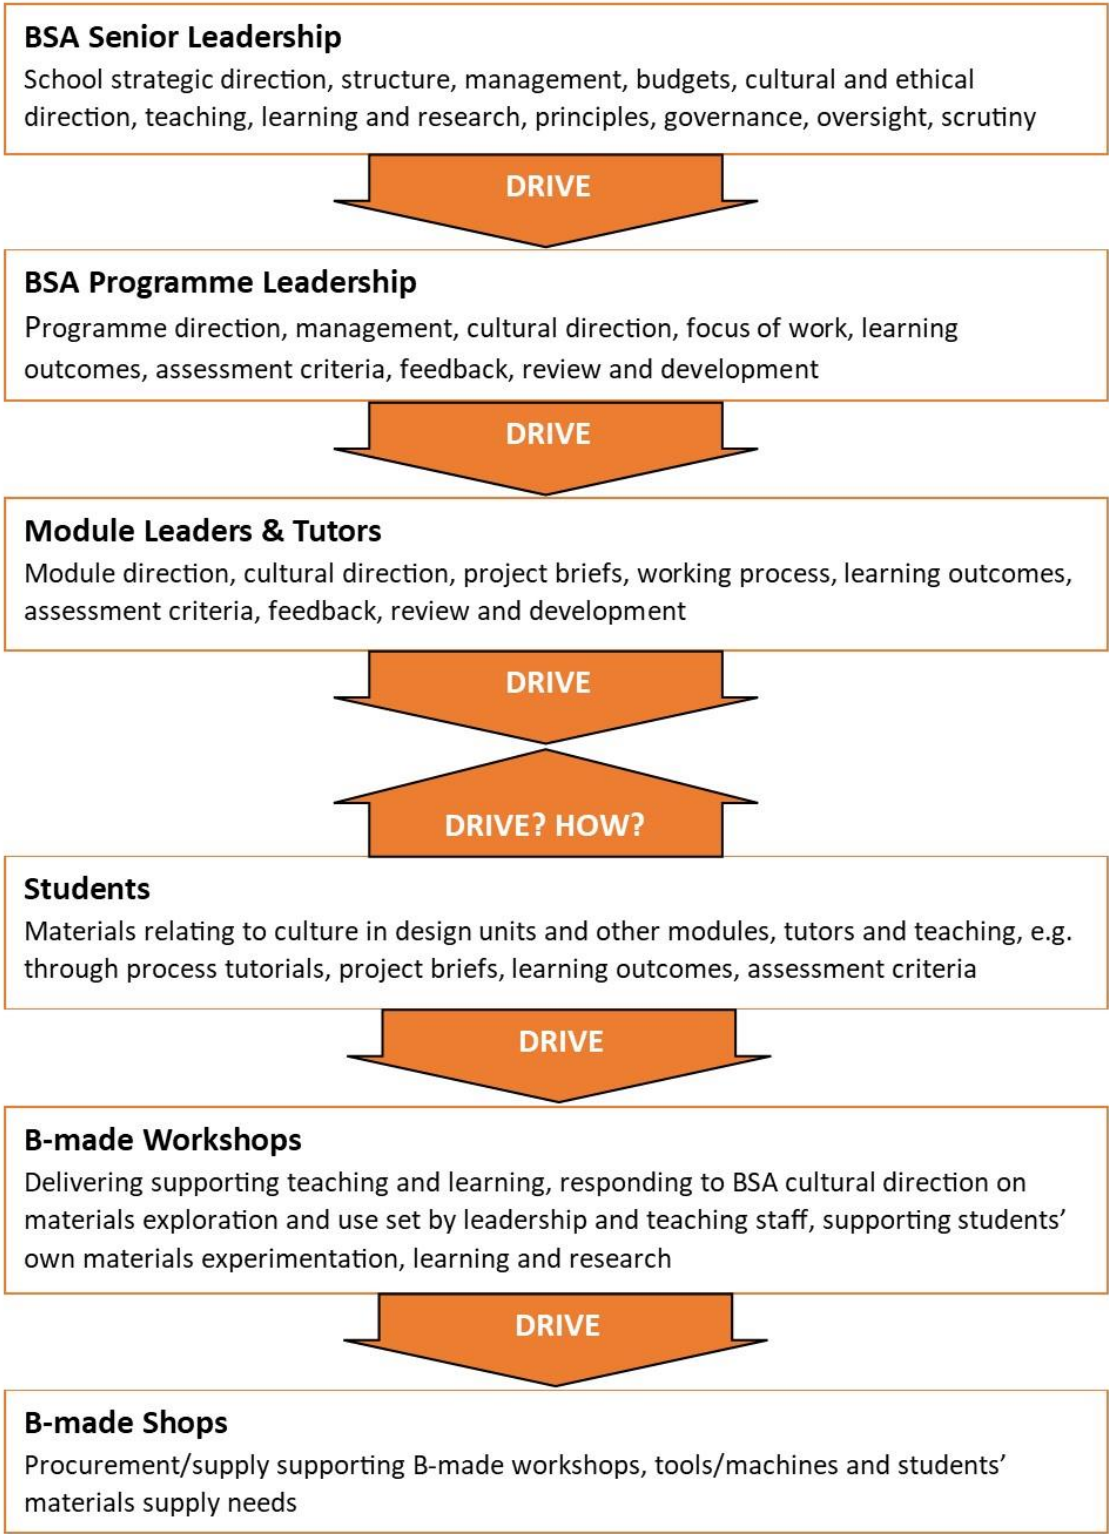 BSA Senior Leadership
School strategic direction, structure, management, budgets, cultural and ethical
direction, teaching, learning and research, principles, governance, oversight, scrutiny
DRIVE
BSA Programme Leadership
Programme direction, management, cultural direction, focus of work, learning
outcomes, assessment criteria, feedback, review and development
DRIVE
Module Leaders & Tutors
Module direction, cultural direction, project briefs, working process, learning outcomes,
assessment criteria, feedback, review and development
DRIVE
DRIVE? HOW?
Students
Materials relating to culture in design units and other modules, tutors and teaching, e.g.
through process tutorials, project briefs, learning outcomes, assessment criteria
DRIVE
B-made Workshops
Delivering supporting teaching and learning, responding to BSA cultural direction on
materials exploration and use set by leadership and teaching staff, supporting students’
own materials experimentation, learning and research
DRIVE
B-made Shops
Procurement/supply supporting B-made workshops, tools/machines and students’
materials supply needs